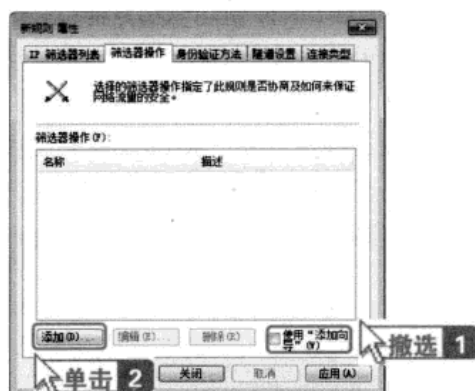 新规则 属性
IP 筛选器列表 筛选器操作 身份验证方法 隧道设置 连接类型
选择的筛选器操作指定了此规则是否协商及如何来保证
网络流量的安全。
筛选器操作(F):
名称 描述
添加(D)... 编辑(E)... 删除(R) 使用“添加向
导”(W)
撤选 1
单击 2
关闭 取消 应用(A)